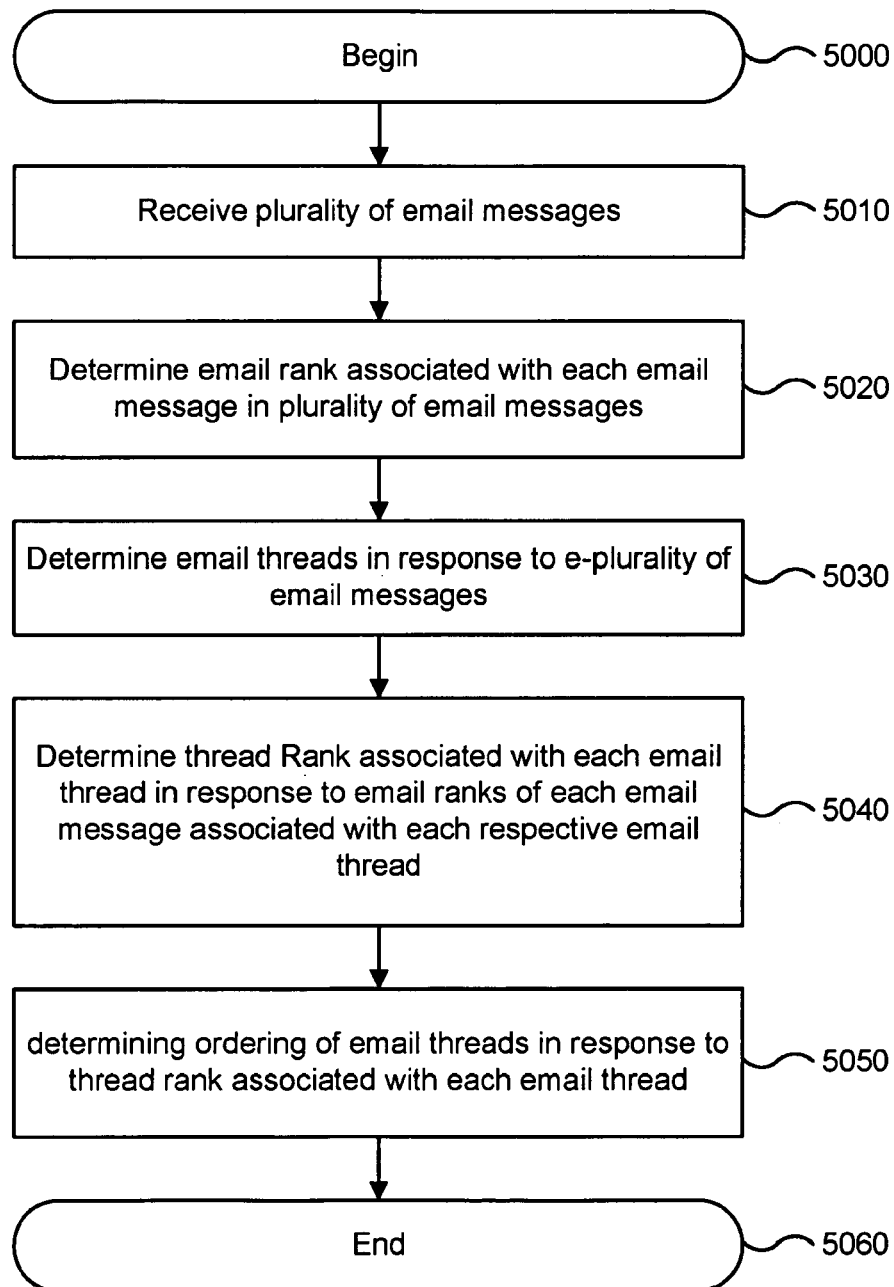 Begin
5000
Receive plurality of email messages
5010
Determine email rank associated with each email
message in plurality of email messages
5020
Determine email threads in response to e-plurality of
email messages
5030
Determine thread Rank associated with each email
thread in response to email ranks of each email
message associated with each respective email
thread
5040
determining ordering of email threads in response to
thread rank associated with each email thread
5050
End
5060